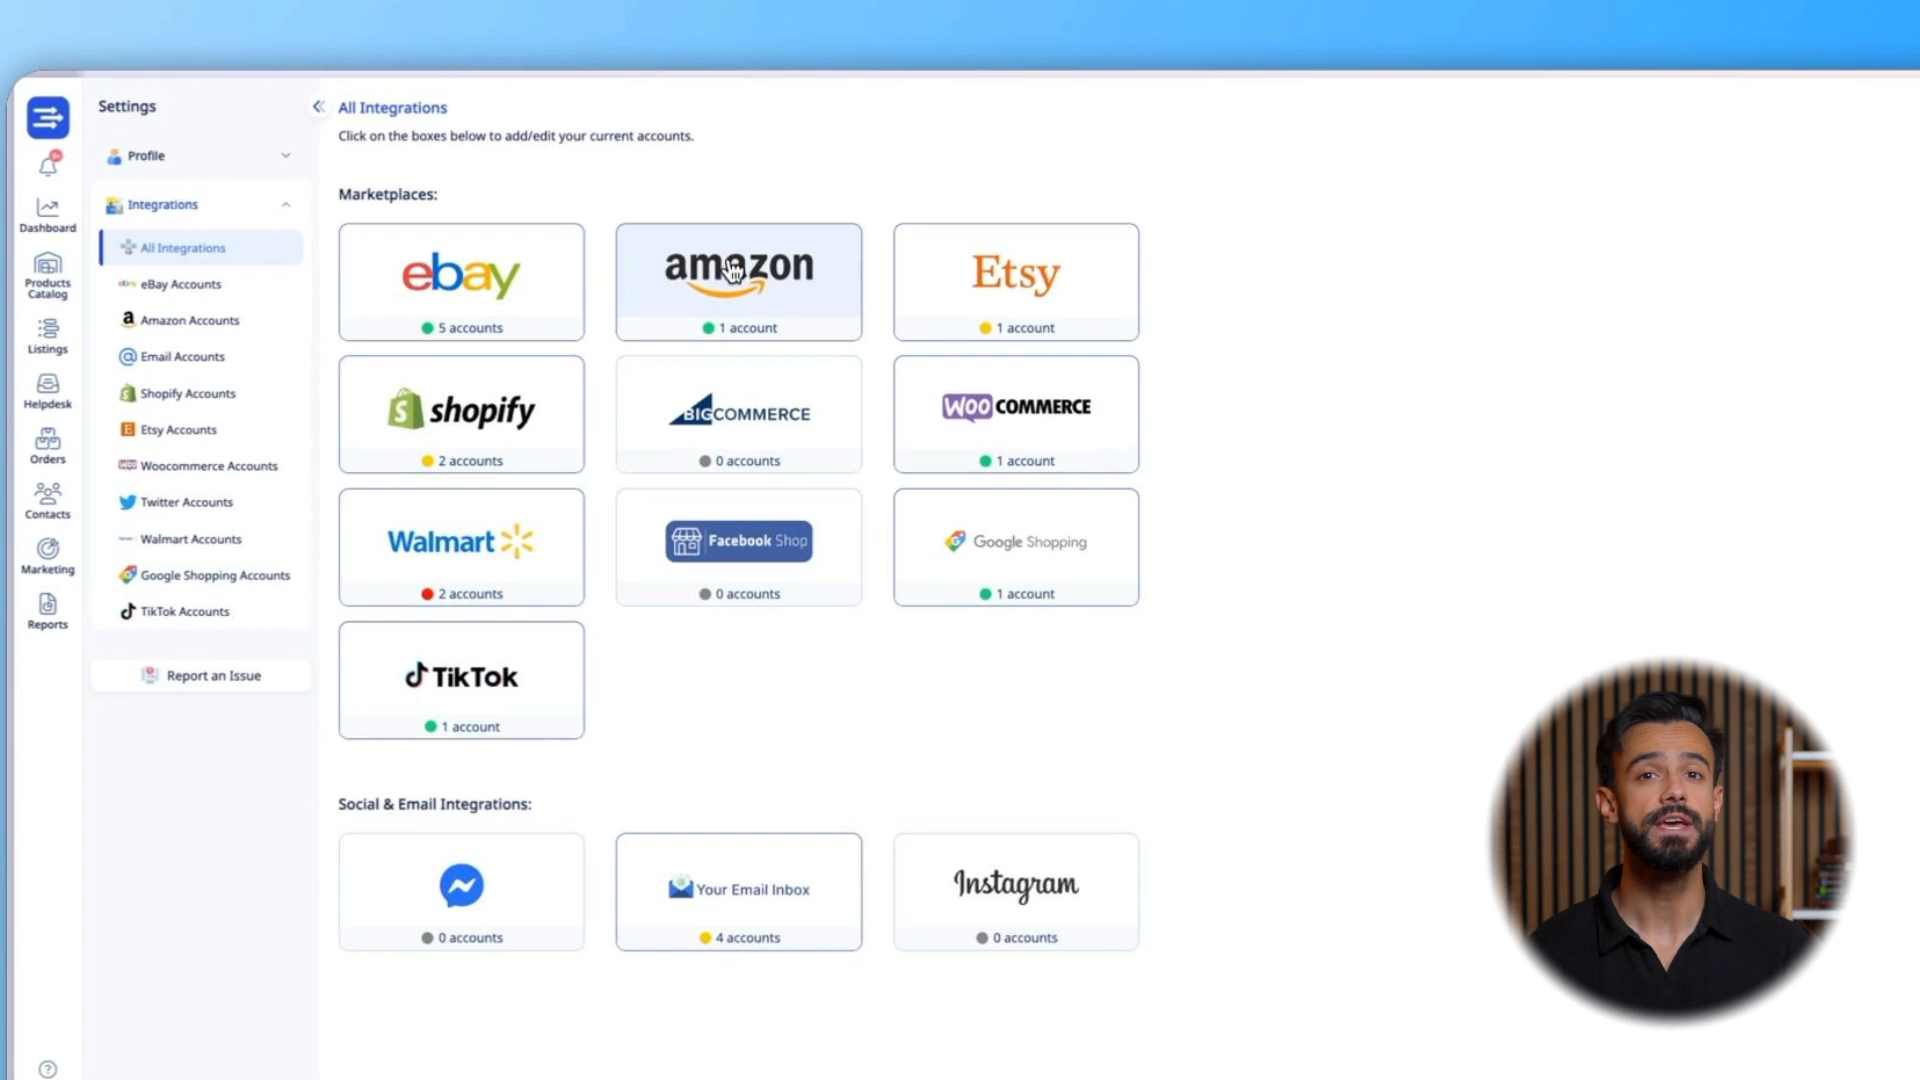 Settings
Profile
Integrations
All Integrations
eBay Accounts
Amazon Accounts
Email Accounts
Shopify Accounts
Etsy Accounts
Woocommerce Accounts
Twitter Accounts
Walmart Accounts
Google Shopping Accounts
TikTok Accounts
Report an Issue
Dashboard
Products
Catalog
Listings
Helpdesk
Orders
Contacts
Marketing
Reports
All Integrations
Click on the boxes below to add/edit your current accounts.
Marketplaces:
ebay
5 accounts
amazon
1 account
Etsy
1 account
shopify
2 accounts
BIGCOMMERCE
0 accounts
WOO COMMERCE
1 account
Walmart
2 accounts
Facebook Shop
0 accounts
Google Shopping
1 account
TikTok
1 account
Social & Email Integrations:
0 accounts
Your Email Inbox
4 accounts
Instagram
0 accounts